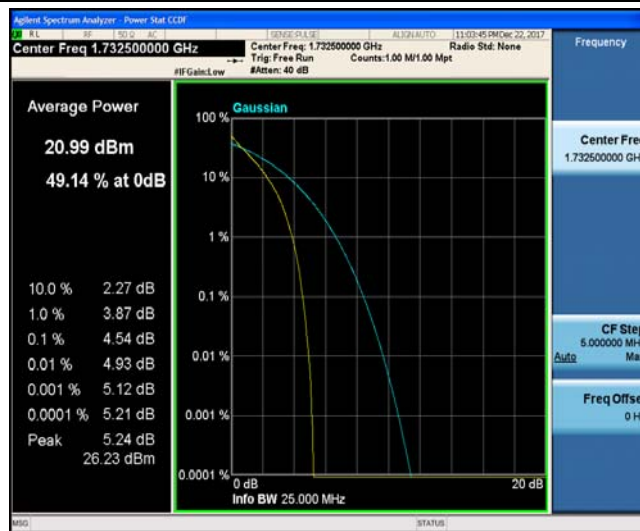 Agilent Spectrum Analyzer - Power Stat CCDF
RL RF 50 Ω AC SENSE:PULSE ALIGN AUTO 11:03:45 PM Dec 22, 2017
Center Freq 1.732500000 GHz
Center Freq: 1.732500000 GHz Radio Std: None
Trig: Free Run Counts:1.00 M/1.00 Mpt
#IFGain:Low #Atten: 40 dB
Frequency
Average Power
20.99 dBm
49.14 % at 0dB
10.0 % 2.27 dB
1.0 % 3.87 dB
0.1 % 4.54 dB
0.01 % 4.93 dB
0.001 % 5.12 dB
0.0001 % 5.21 dB
Peak 5.24 dB
26.23 dBm
Gaussian
100 %
10 %
1 %
0.1 %
0.01 %
0.001 %
0.0001 %
0 dB 20 dB
Info BW 25.000 MHz
Center Fre
1.732500000 GH
CF Ste
5.000000 MH
Auto Ma
Freq Offse
0 H
MSG STATUS